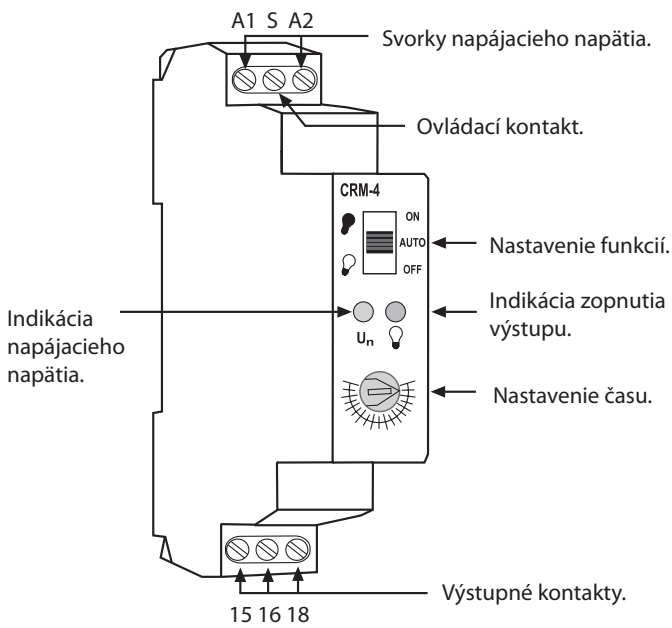 A1 S A2
Svorky napájacieho napätia.
Ovládací kontakt.
CRM-4
ON
AUTO
OFF
Nastavenie funkcií.
Indikácia
napájacieho
napätia.
Indikácia zopnutia
výstupu.
Un
Nastavenie času.
Výstupné kontakty.
15 16 18